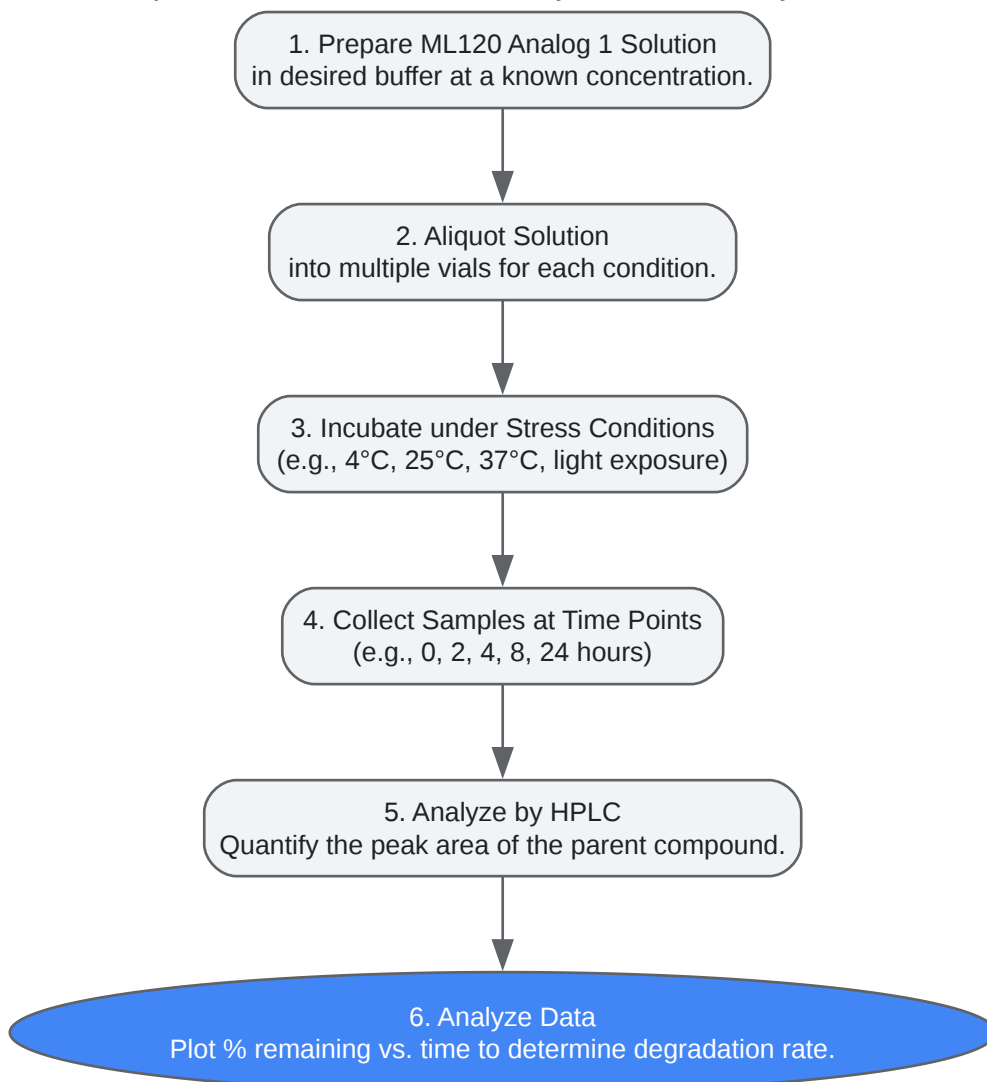 1. Prepare ML120 Analog 1 Solution
in desired buffer at a known concentration.
2. Aliquot Solution
into multiple vials for each condition.
3. Incubate under Stress Conditions
(e.g., 4°C, 25°C, 37°C, light exposure)
4. Collect Samples at Time Points
(e.g., 0, 2, 4, 8, 24 hours)
5. Analyze by HPLC
Quantify the peak area of the parent compound.
6. Analyze Data
Plot % remaining vs. time to determine degradation rate.